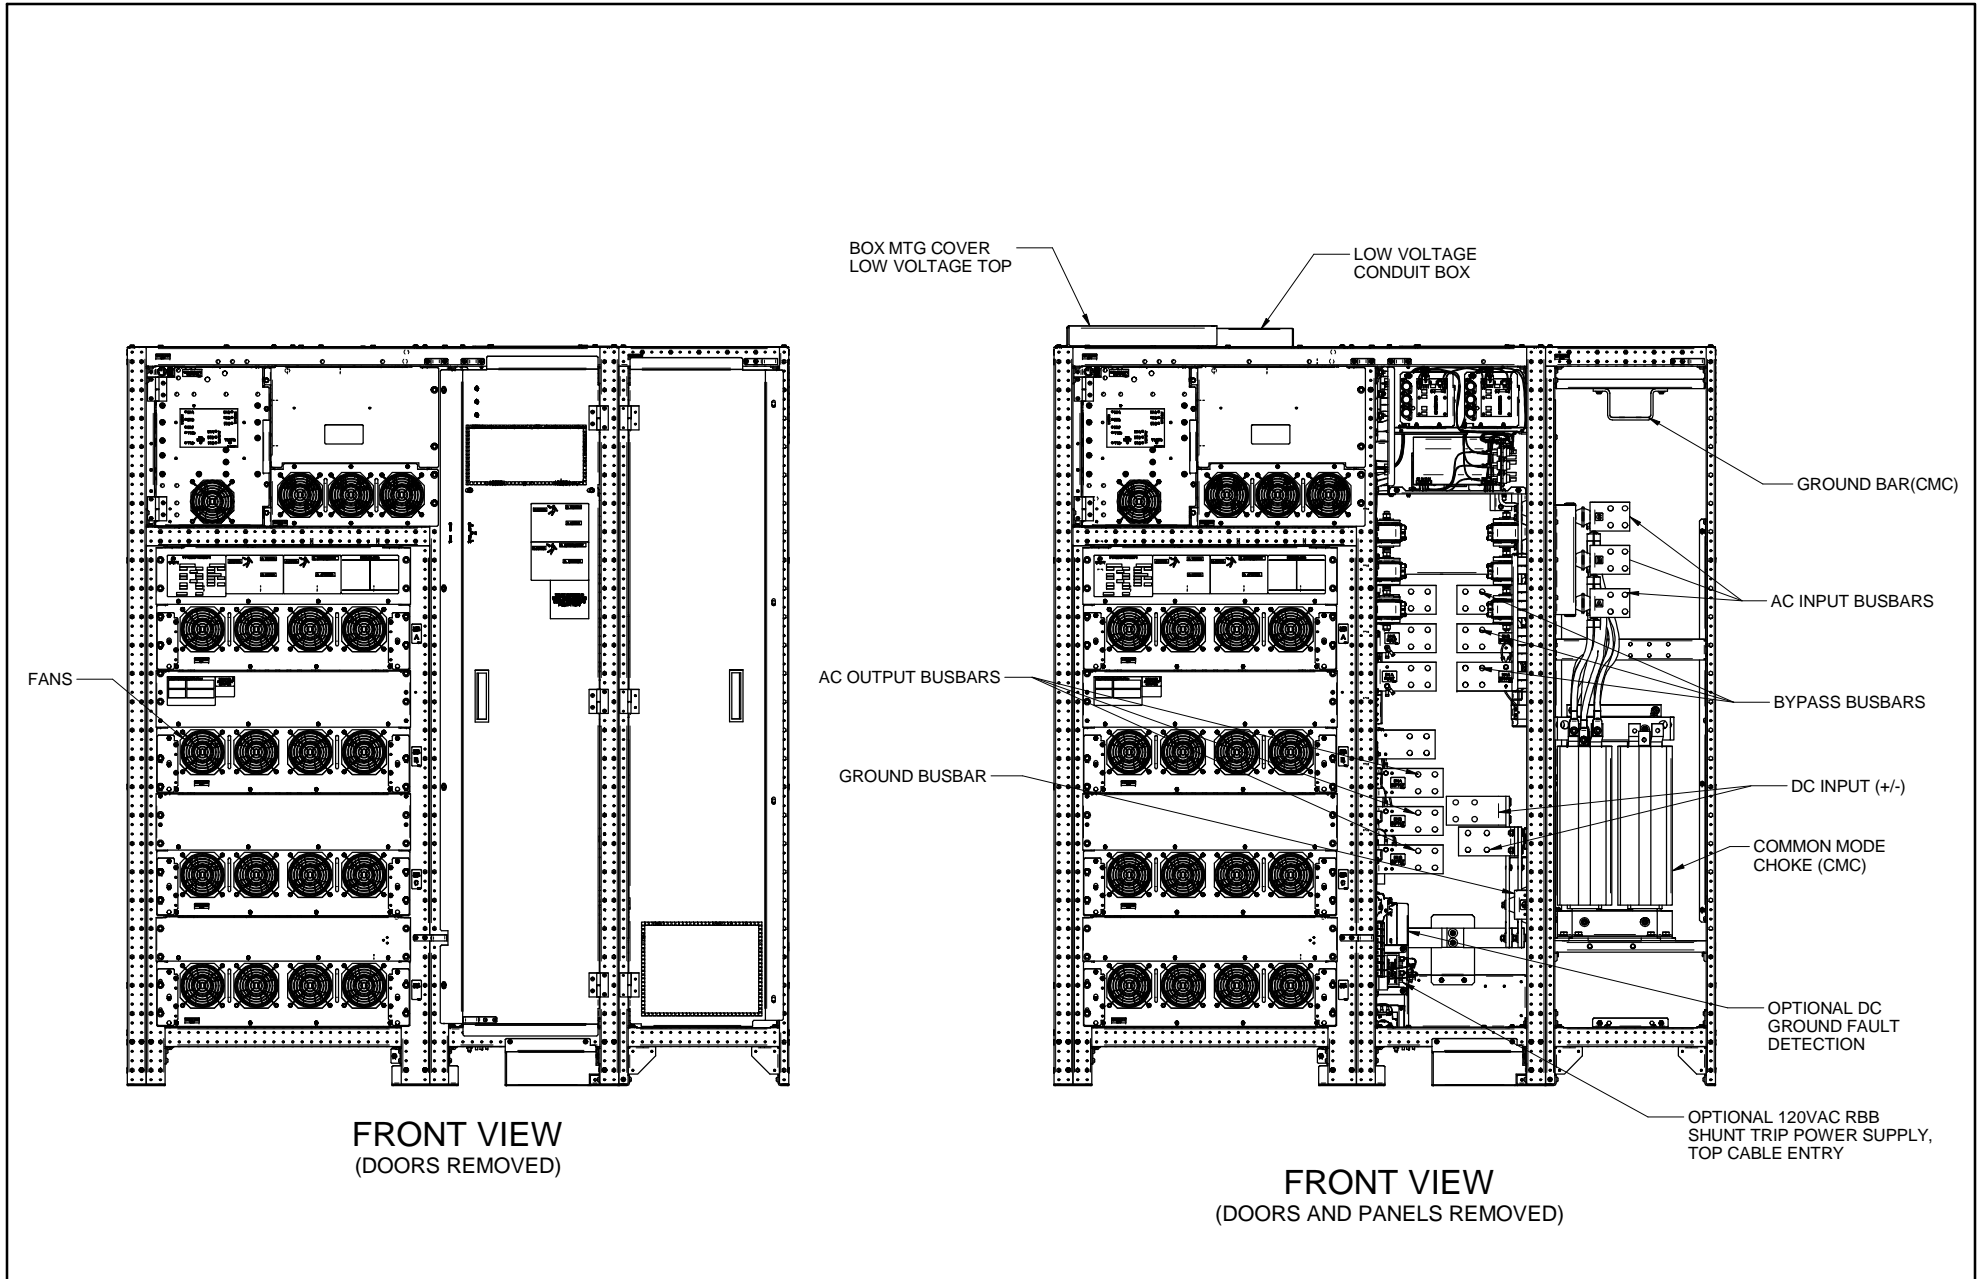 BOX MTG COVER
LOW VOLTAGE TOP
LOW VOLTAGE
CONDUIT BOX
GROUND BAR(CMC)
AC INPUT BUSBARS
FANS
AC OUTPUT BUSBARS
BYPASS BUSBARS
GROUND BUSBAR
DC INPUT (+/-)
COMMON MODE
CHOKE (CMC)
OPTIONAL DC
GROUND FAULT
DETECTION
OPTIONAL 120VAC RBB
SHUNT TRIP POWER SUPPLY,
TOP CABLE ENTRY
FRONT VIEW
(DOORS REMOVED)
FRONT VIEW
(DOORS AND PANELS REMOVED)